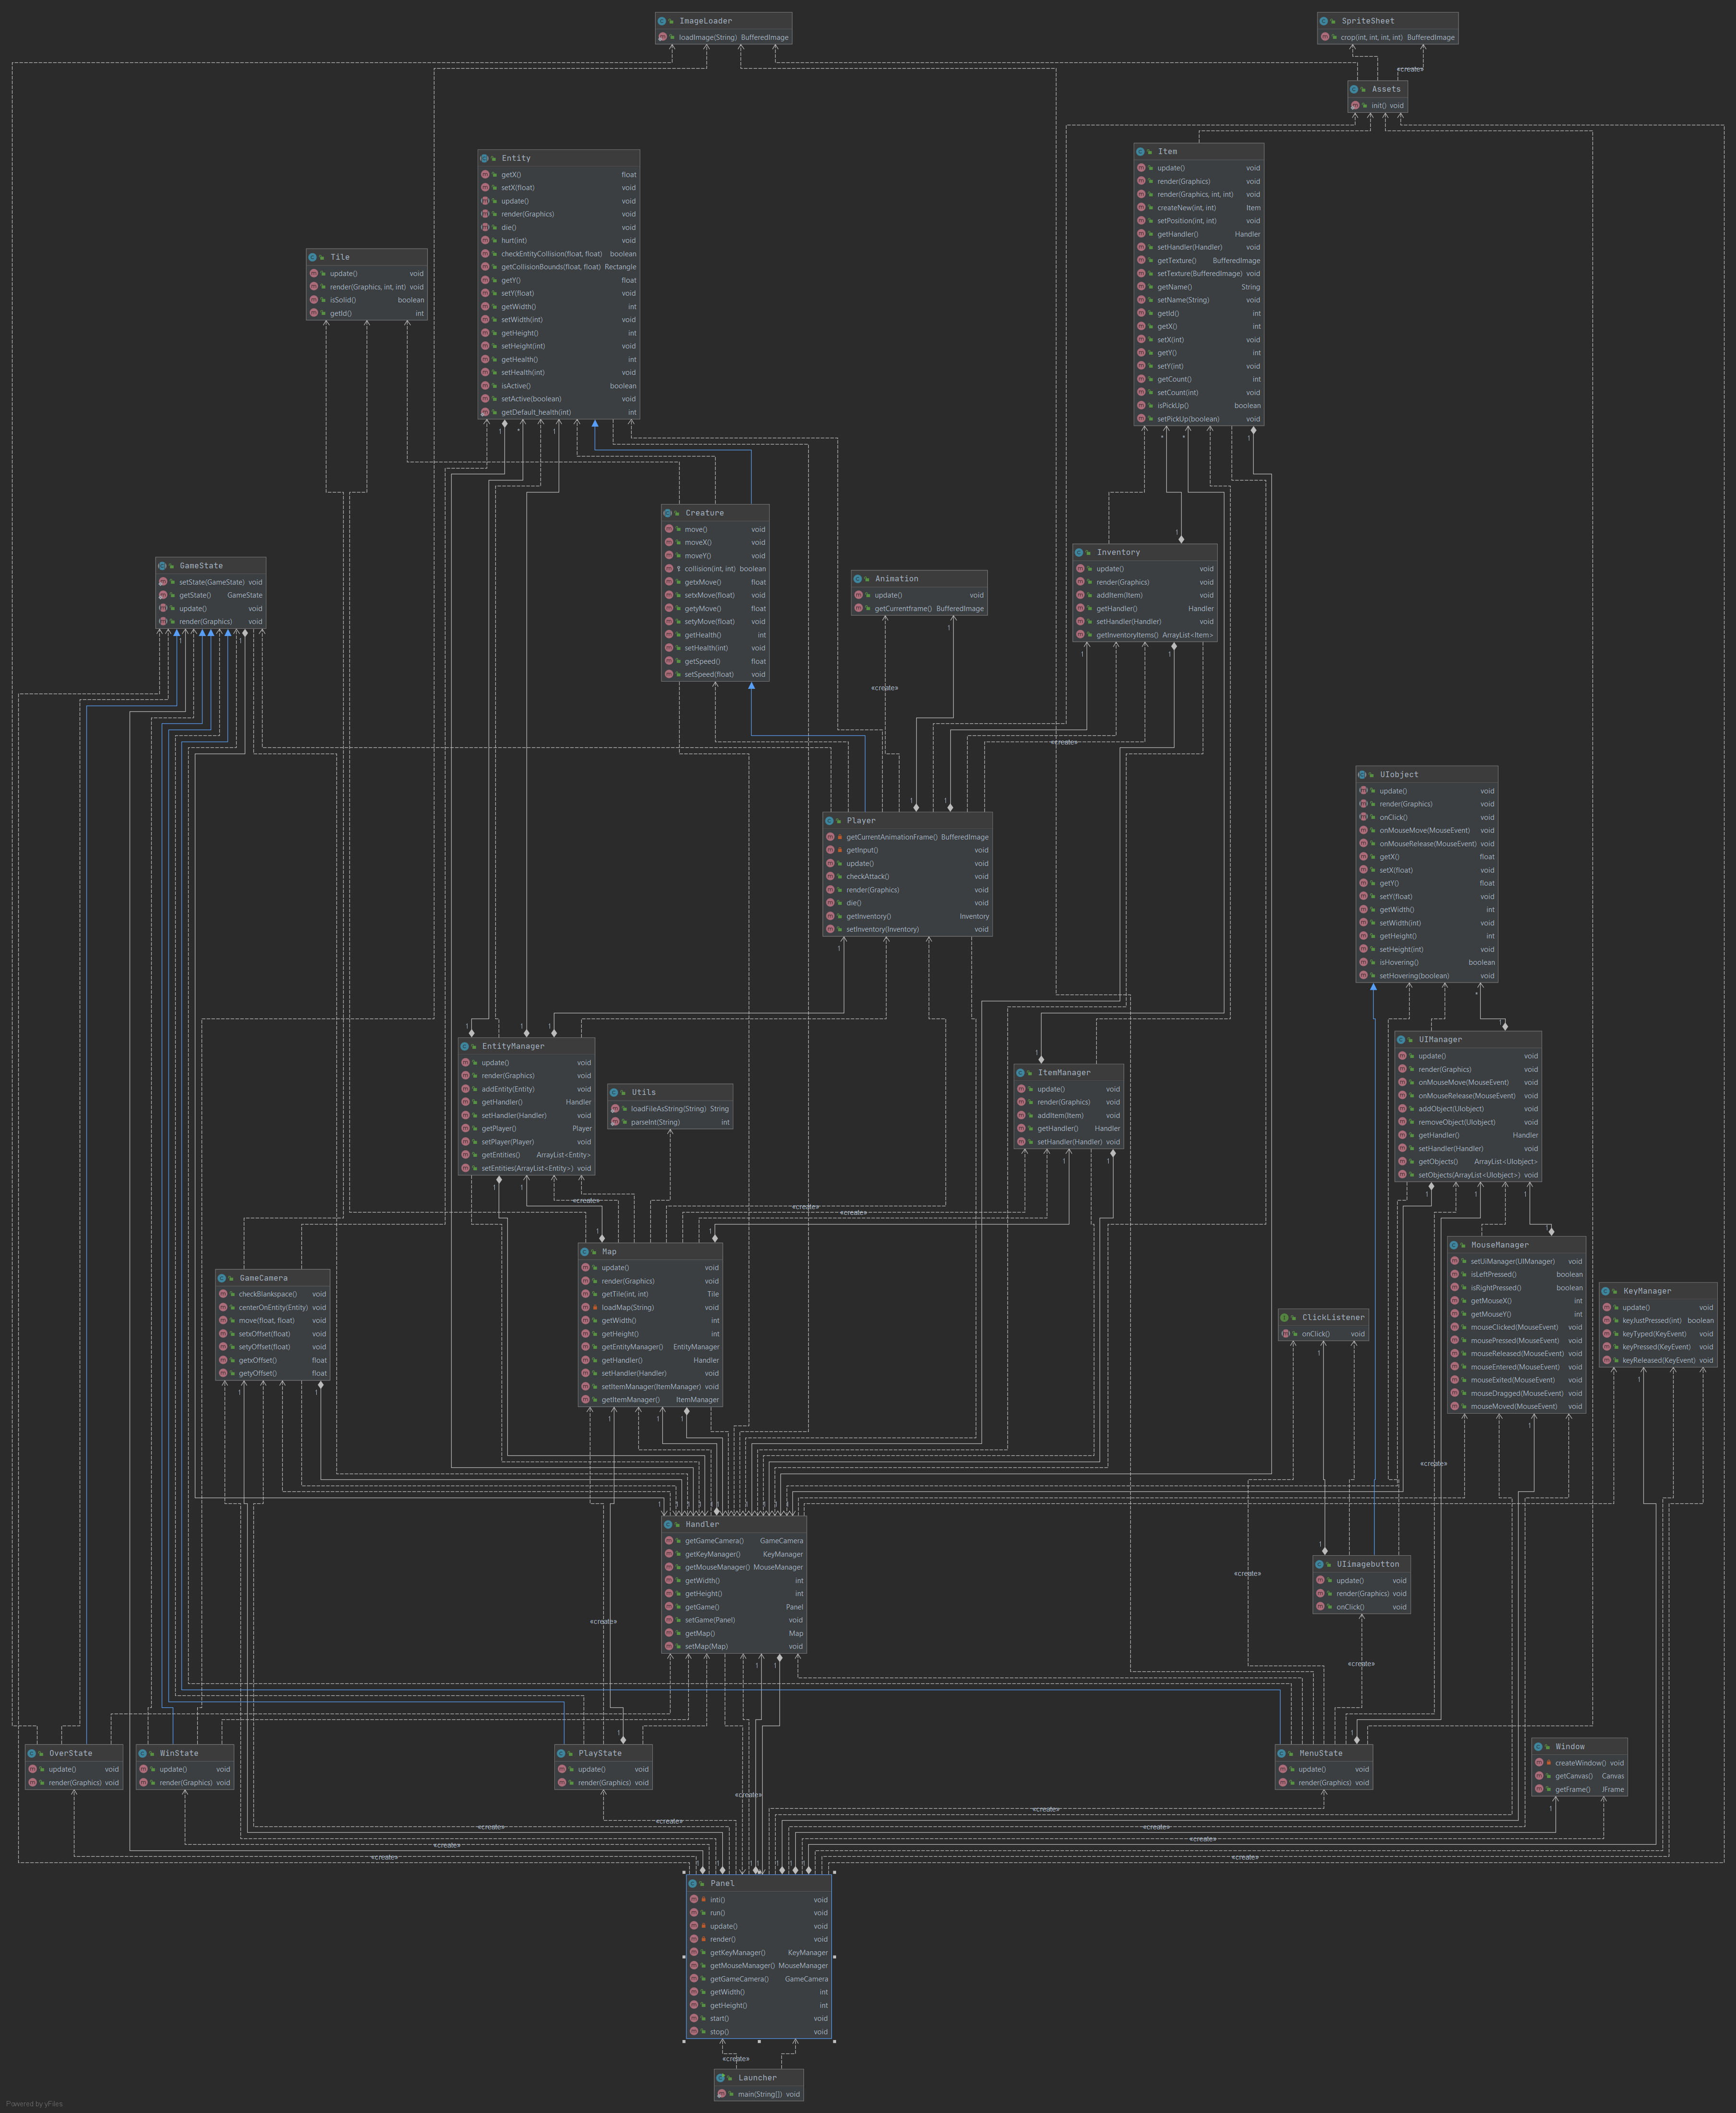 ImageLoader
loadImage(String) BufferedImage
SpriteSheet
crop(int, int, int, int) BufferedImage
«create»
Assets
init() void
Item
update() void
render(Graphics) void
render(Graphics, int, int) void
createNew(int, int) Item
setPosition(int, int) void
getHandler() Handler
setHandler(Handler) void
getTexture() BufferedImage
setTexture(BufferedImage) void
getName() String
setName(String) void
getId() int
getX() int
setX(int) void
getY() int
setY(int) void
getCount() int
setCount(int) void
isPickUp() boolean
setPickUp(boolean) void
Entity
getX() float
setX(float) void
update() void
render(Graphics) void
die() void
hurt(int) void
checkEntityCollision(float, float) boolean
getCollisionBounds(float, float) Rectangle
getY() float
setY(float) void
getWidth() int
setWidth(int) void
getHeight() int
setHeight(int) void
getHealth() int
setHealth(int) void
isActive() boolean
setActive(boolean) void
getDefault_health(int) int
Tile
update() void
render(Graphics, int, int) void
isSolid() boolean
getId() int
Creature
move() void
moveX() void
moveY() void
collision(int, int) boolean
getxMove() float
setxMove(float) void
getyMove() float
setyMove(float) void
getHealth() int
setHealth(int) void
getSpeed() float
setSpeed(float) void
Inventory
update() void
render(Graphics) void
addItem(Item) void
getHandler() Handler
setHandler(Handler) void
getInventoryItems() ArrayList<Item>
GameState
setState(GameState) void
getState() GameState
update() void
render(Graphics) void
Animation
update() void
getCurrentframe() BufferedImage
«create»
«create»
UIobject
update() void
render(Graphics) void
onClick() void
onMouseMove(MouseEvent) void
onMouseRelease(MouseEvent) void
getX() float
setX(float) void
getY() float
setY(float) void
getWidth() int
setWidth(int) void
getHeight() int
setHeight(int) void
isHovering() boolean
setHovering(boolean) void
Player
getCurrentAnimationFrame() BufferedImage
getInput() void
update() void
checkAttack() void
render(Graphics) void
die() void
getInventory() Inventory
setInventory(Inventory) void
EntityManager
update() void
render(Graphics) void
addEntity(Entity) void
getHandler() Handler
setHandler(Handler) void
getPlayer() Player
setPlayer(Player) void
getEntities() ArrayList<Entity>
setEntities(ArrayList<Entity>) void
Utils
loadFileAsString(String) String
parseInt(String) int
ItemManager
update() void
render(Graphics) void
addItem(Item) void
getHandler() Handler
setHandler(Handler) void
UIManager
update() void
render(Graphics) void
onMouseMove(MouseEvent) void
onMouseRelease(MouseEvent) void
addObject(UIobject) void
removeObject(UIobject) void
getHandler() Handler
setHandler(Handler) void
getObjects() ArrayList<UIobject>
setObjects(ArrayList<UIobject>) void
«create»
«create»
«create»
Map
update() void
render(Graphics) void
getTile(int, int) Tile
loadMap(String) void
getWidth() int
getHeight() int
getEntityManager() EntityManager
getHandler() Handler
setHandler(Handler) void
setItemManager(ItemManager) void
getItemManager() ItemManager
GameCamera
checkBlankspace() void
centerOnEntity(Entity) void
move(float, float) void
setxOffset(float) void
setyOffset(float) void
getxOffset() float
getyOffset() float
MouseManager
setUiManager(UIManager) void
isLeftPressed() boolean
isRightPressed() boolean
getMouseX() int
getMouseY() int
mouseClicked(MouseEvent) void
mousePressed(MouseEvent) void
mouseReleased(MouseEvent) void
mouseEntered(MouseEvent) void
mouseExited(MouseEvent) void
mouseDragged(MouseEvent) void
mouseMoved(MouseEvent) void
KeyManager
update() void
keyJustPressed(int) boolean
keyTyped(KeyEvent) void
keyPressed(KeyEvent) void
keyReleased(KeyEvent) void
ClickListener
onClick() void
«create»
Handler
getGameCamera() GameCamera
getKeyManager() KeyManager
getMouseManager() MouseManager
getWidth() int
getHeight() int
getGame() Panel
setGame(Panel) void
getMap() Map
setMap(Map) void
UIimagebutton
update() void
render(Graphics) void
onClick() void
«create»
«create»
«create»
OverState
update() void
render(Graphics) void
WinState
update() void
render(Graphics) void
PlayState
update() void
render(Graphics) void
MenuState
update() void
render(Graphics) void
Window
createWindow() void
getCanvas() Canvas
getFrame() JFrame
«create»
«create»
«create»
«create»
«create»
«create»
«create»
«create»
«create»
Panel
inti() void
run() void
update() void
render() void
getKeyManager() KeyManager
getMouseManager() MouseManager
getGameCamera() GameCamera
getWidth() int
getHeight() int
start() void
stop() void
«create»
Launcher
main(String[]) void
Powered by yFiles